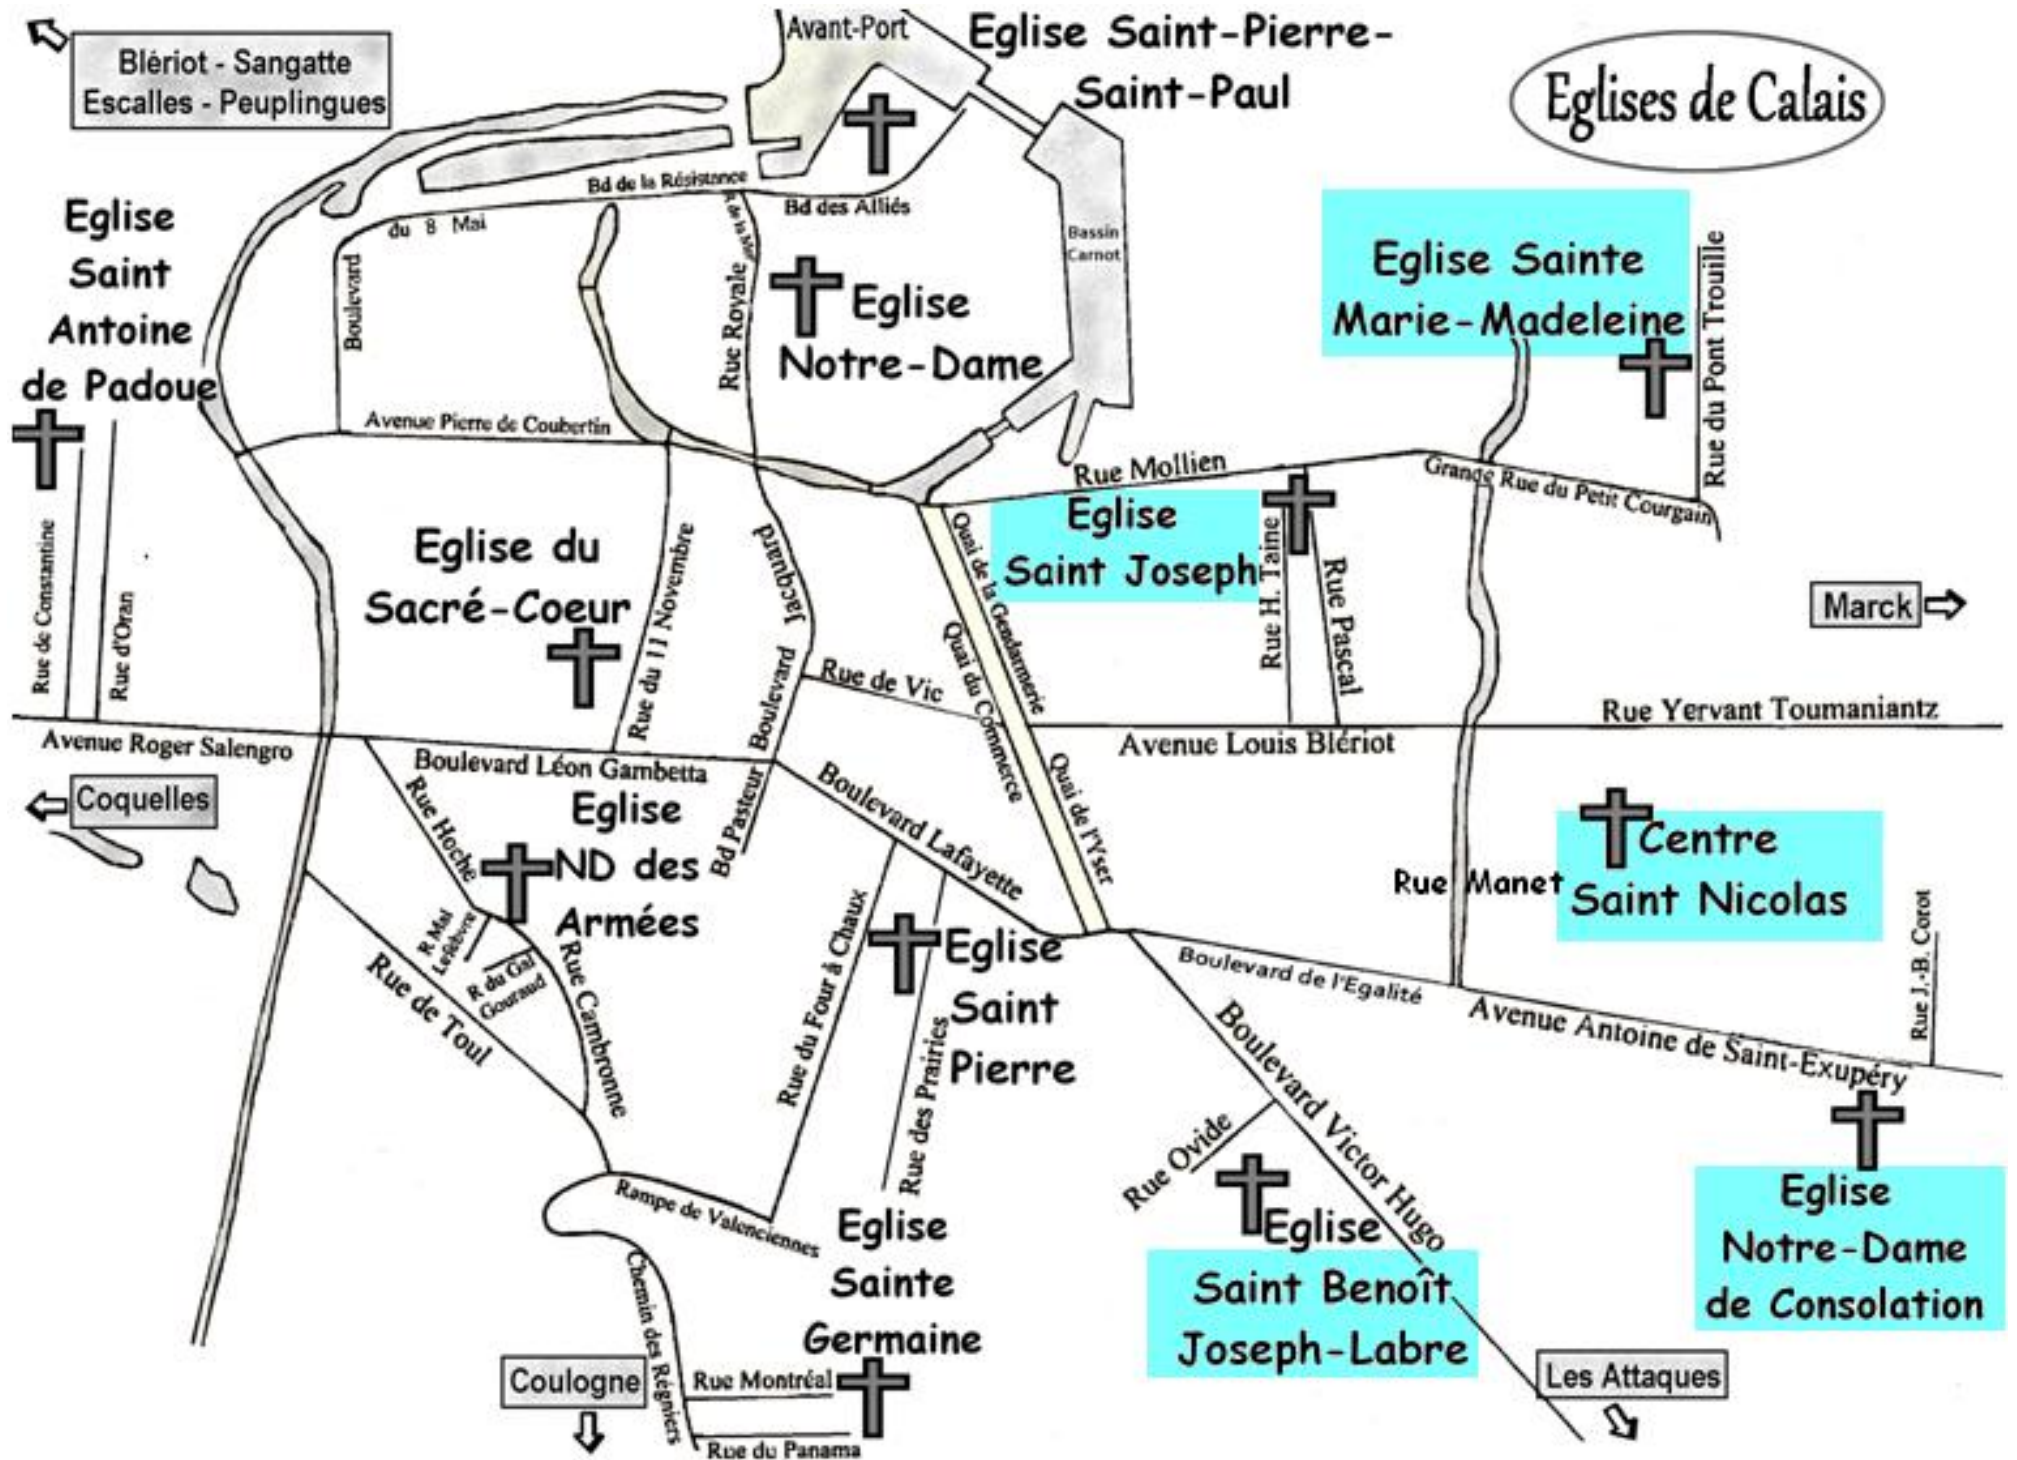 Avant-Port
Eglise Saint-Pierre-
Saint-Paul
Eglises de Calais
Blériot - Sangatte
Escalles - Peuplingues
Bd de la Résistance
Bd des Alliés
du 8 Mai
Boulevard
R de la Mer
Rue Royale
Bassin
Carnot
Eglise
Saint
Antoine
de Padoue
Eglise
Notre-Dame
Eglise Sainte
Marie-Madeleine
Rue du Pont Trouille
Avenue Pierre de Coubertin
Rue Mollien
Grande Rue du Petit Courgain
Eglise
Saint Joseph
Rue H. Taine
Rue Pascal
Quai de la Gendarmerie
Quai du Commerce
Eglise du
Sacré-Coeur
Rue du 11 Novembre
Jacquard
Boulevard
Rue de Constantine
Rue d'Oran
Marck
Rue de Vic
Rue Yervant Toumaniantz
Avenue Louis Blériot
Avenue Roger Salengro
Boulevard Léon Gambetta
Coquelles
Rue Hoche
Bd Pasteur
Boulevard Lafayette
Quai de l'Yser
Eglise
ND des
Armées
Centre
Saint Nicolas
Rue Manet
Rue J.-B. Corot
R Mal
Lefèbvre
R du Gal
Gouraud
Rue Cambronne
Rue de Toul
Rue du Four à Chaux
Rue des Prairies
Eglise
Saint
Pierre
Boulevard de l'Egalité
Avenue Antoine de Saint-Exupéry
Boulevard Victor Hugo
Rue Ovide
Eglise
Saint Benoît
Joseph-Labre
Eglise
Notre-Dame
de Consolation
Rampe de Valenciennes
Eglise
Sainte
Germaine
Chemin des Régniers
Rue Montréal
Rue du Panama
Coulogne
Les Attaques